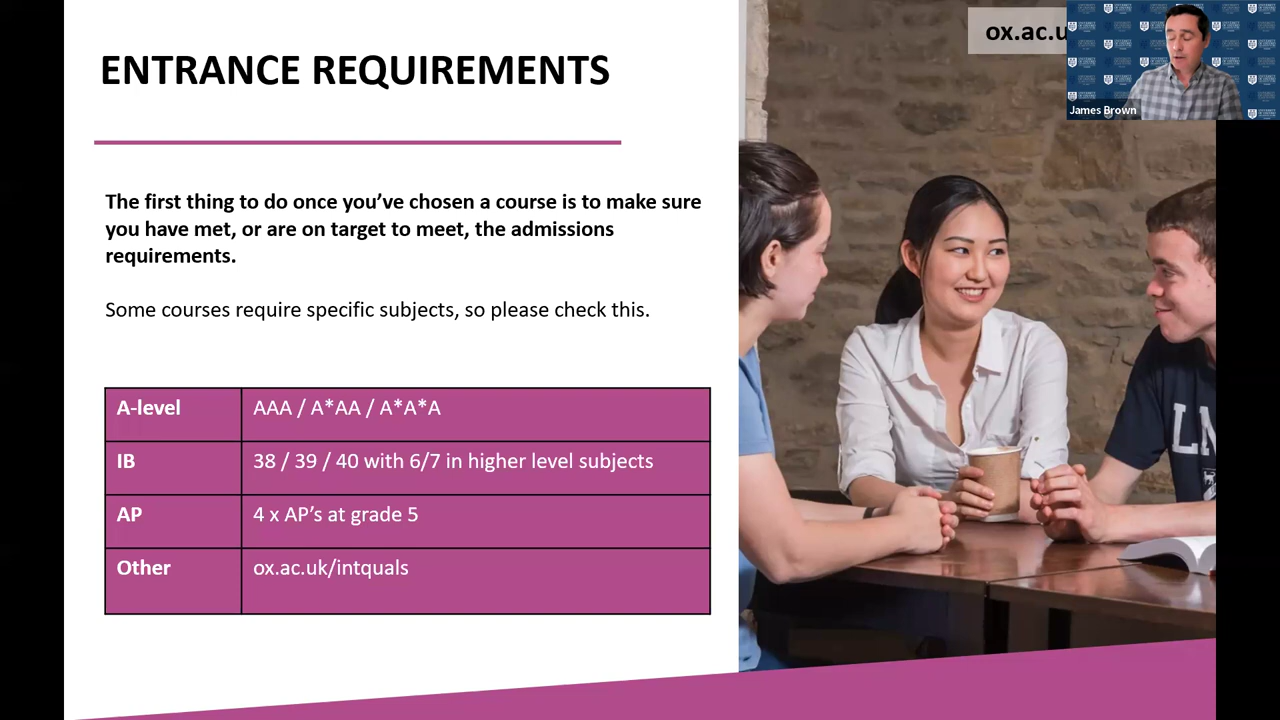 ENTRANCE REQUIREMENTS
ox.ac.u
James Brown
The first thing to do once you’ve chosen a course is to make sure
you have met, or are on target to meet, the admissions
requirements.
Some courses require specific subjects, so please check this.
A-level AAA / A*AA / A*A*A
IB 38 / 39 / 40 with 6/7 in higher level subjects
AP 4 x AP’s at grade 5
Other ox.ac.uk/intquals
LN